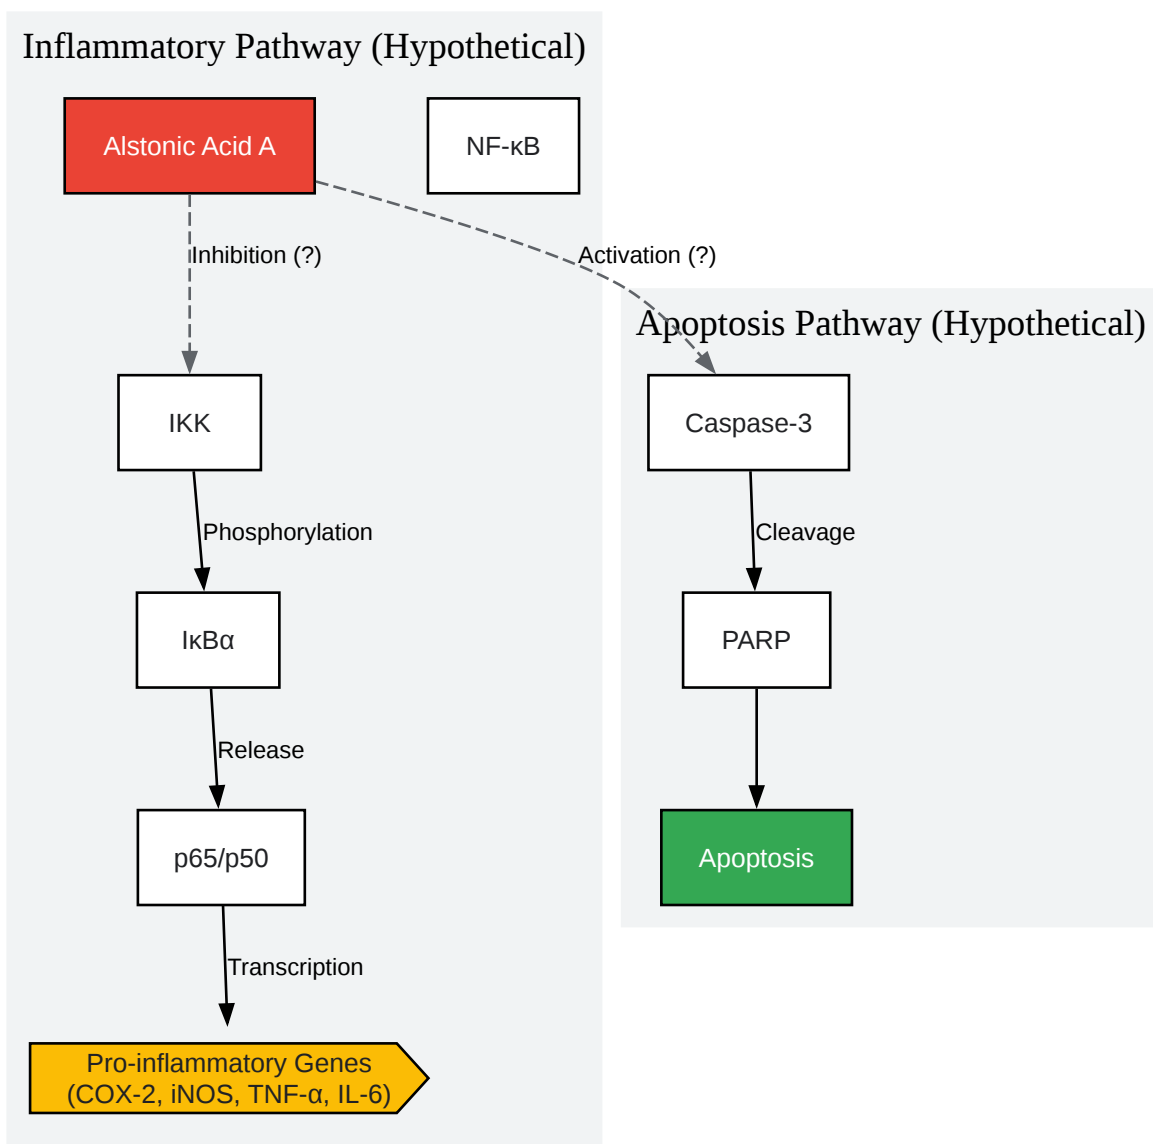 Inflammatory Pathway (Hypothetical)
Alstonic Acid A
NF-κB
Inhibition (?)
Activation (?)
Apoptosis Pathway (Hypothetical)
IKK
Caspase-3
Phosphorylation
Cleavage
IκBα
PARP
Release
p65/p50
Apoptosis
Transcription
Pro-inflammatory Genes
(COX-2, iNOS, TNF-α, IL-6)